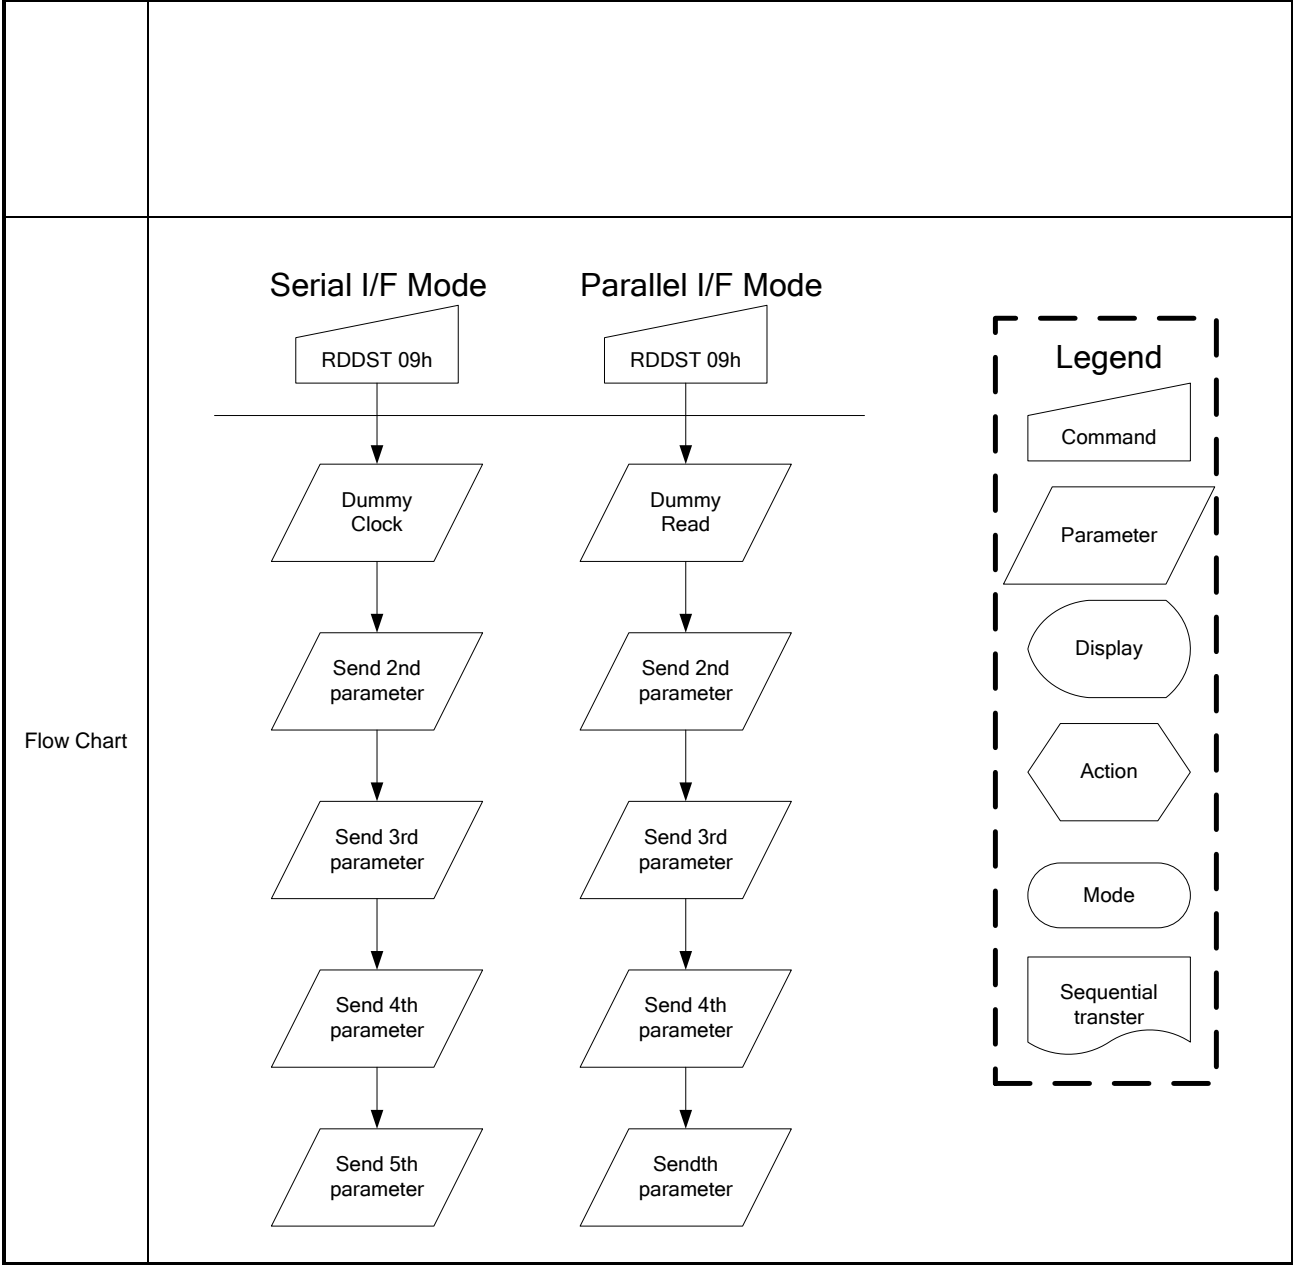 Flow Chart
Serial I/F Mode
RDDST 09h
Dummy
Clock
Send 2nd
parameter
Send 3rd
parameter
Send 4th
parameter
Send 5th
parameter
Parallel I/F Mode
RDDST 09h
Dummy
Read
Send 2nd
parameter
Send 3rd
parameter
Send 4th
parameter
Sendth
parameter
Legend
Command
Parameter
Display
Action
Mode
Sequential
transter